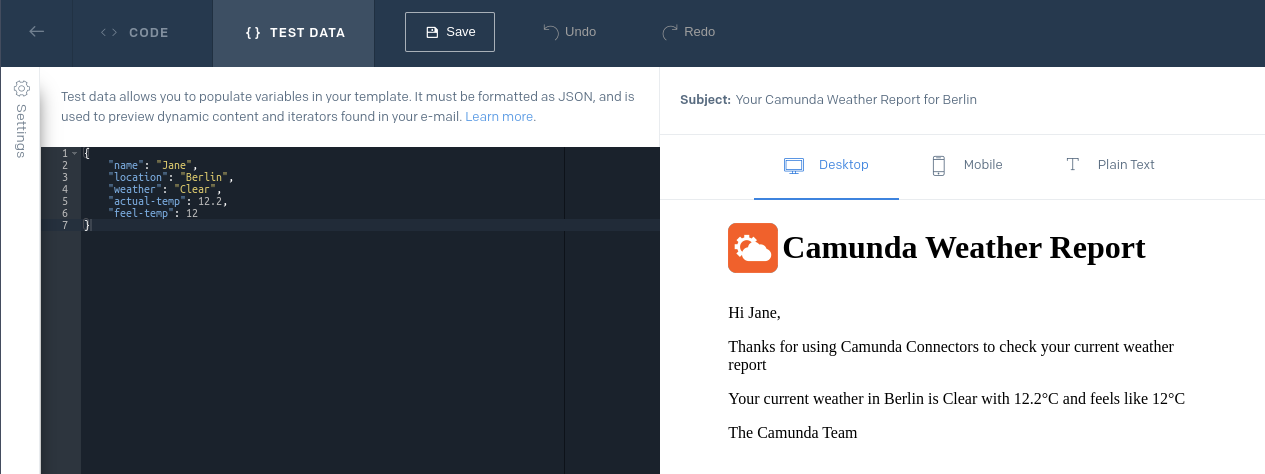 < > CODE
{ } TEST DATA
Save
Undo
Redo
Settings
Test data allows you to populate variables in your template. It must be formatted as JSON, and is
used to preview dynamic content and iterators found in your e-mail. Learn more.
1 {
2 "name": "Jane",
3 "location": "Berlin",
4 "weather": "Clear",
5 "actual-temp": 12.2,
6 "feel-temp": 12
7 }
Subject: Your Camunda Weather Report for Berlin
Desktop
Mobile
Plain Text
Camunda Weather Report
Hi Jane,
Thanks for using Camunda Connectors to check your current weather
report
Your current weather in Berlin is Clear with 12.2°C and feels like 12°C
The Camunda Team